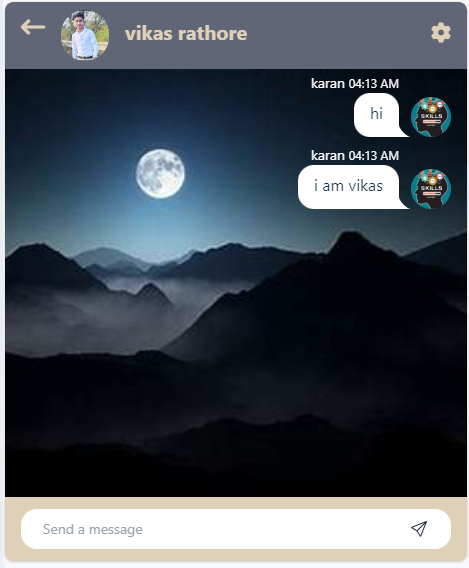 vikas rathore
karan 04:13 AM
hi
SKILLS
karan 04:13 AM
i am vikas
SKILLS
Send a message